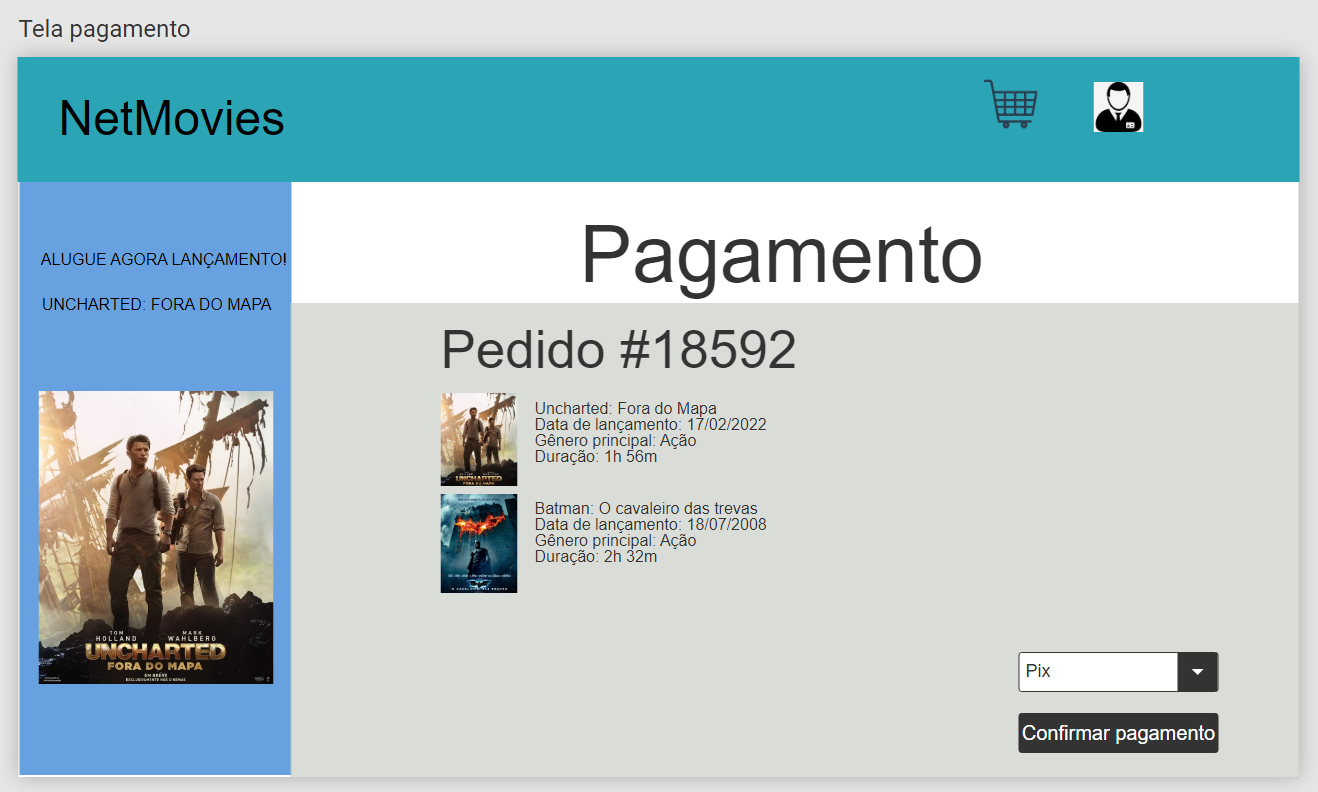 Tela pagamento
NetMovies
ALUGUE AGORA LANÇAMENTO!
UNCHARTED: FORA DO MAPA
TOM HOLLAND MARK WAHLBERG
UNCHARTED
FORA DO MAPA
EM BREVE
EXCLUSIVAMENTE NOS CINEMAS
Pagamento
Pedido #18592
UNCHARTED
FORA DO MAPA
Uncharted: Fora do Mapa
Data de lançamento: 17/02/2022
Gênero principal: Ação
Duração: 1h 56m
O CAVALEIRO DAS TREVAS
Batman: O cavaleiro das trevas
Data de lançamento: 18/07/2008
Gênero principal: Ação
Duração: 2h 32m
Pix
Confirmar pagamento